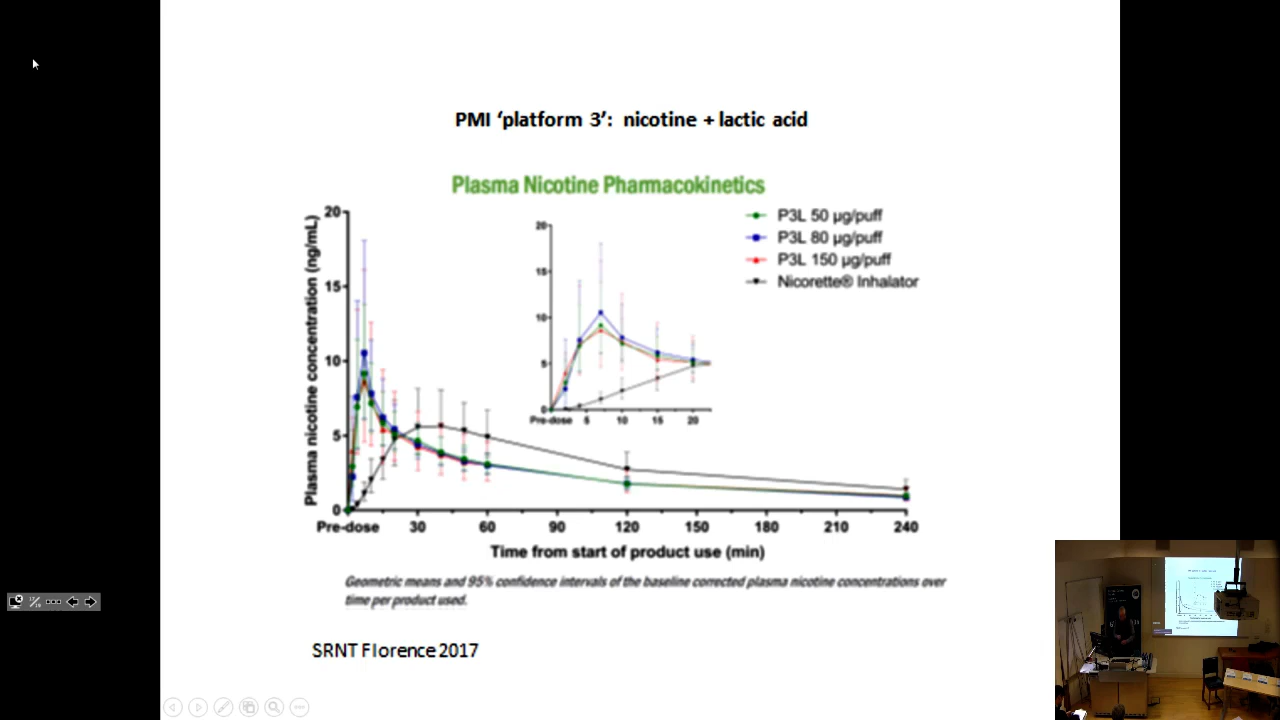 PMI ‘platform 3’: nicotine + lactic acid
Plasma Nicotine Pharmacokinetics
P3L 50 µg/puff
P3L 80 µg/puff
P3L 150 µg/puff
Nicorette® Inhalator
Plasma nicotine concentration (ng/mL)
20
15
10
5
0
20
15
10
5
0
Pre-dose 5 10 15 20
Pre-dose 30 60 90 120 150 180 210 240
Time from start of product use (min)
Geometric means and 95% confidence intervals of the baseline corrected plasma nicotine concentrations over
time per product used.
SRNT Florence 2017